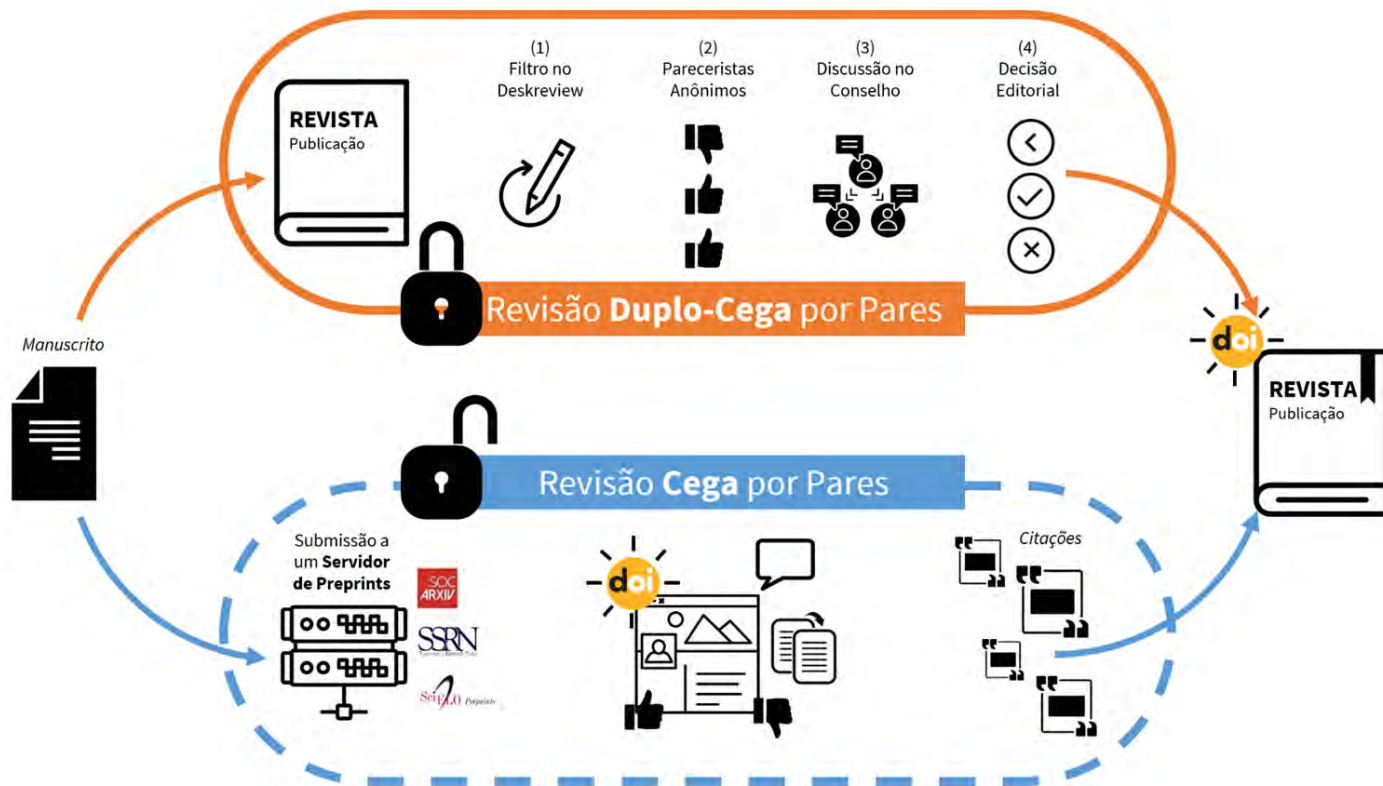 (1)
Filtro no
Deskreview
(2)
Pareceristas
Anônimos
(3)
Discussão no
Conselho
(4)
Decisão
Editorial
REVISTA
Publicação
Revisão Duplo-Cega por Pares
Manuscrito
doi
REVISTA
Publicação
Revisão Cega por Pares
Submissão a
um Servidor
de Preprints
SOC
ARXIV
SSRN
SciELO Preprints
doi
Citações